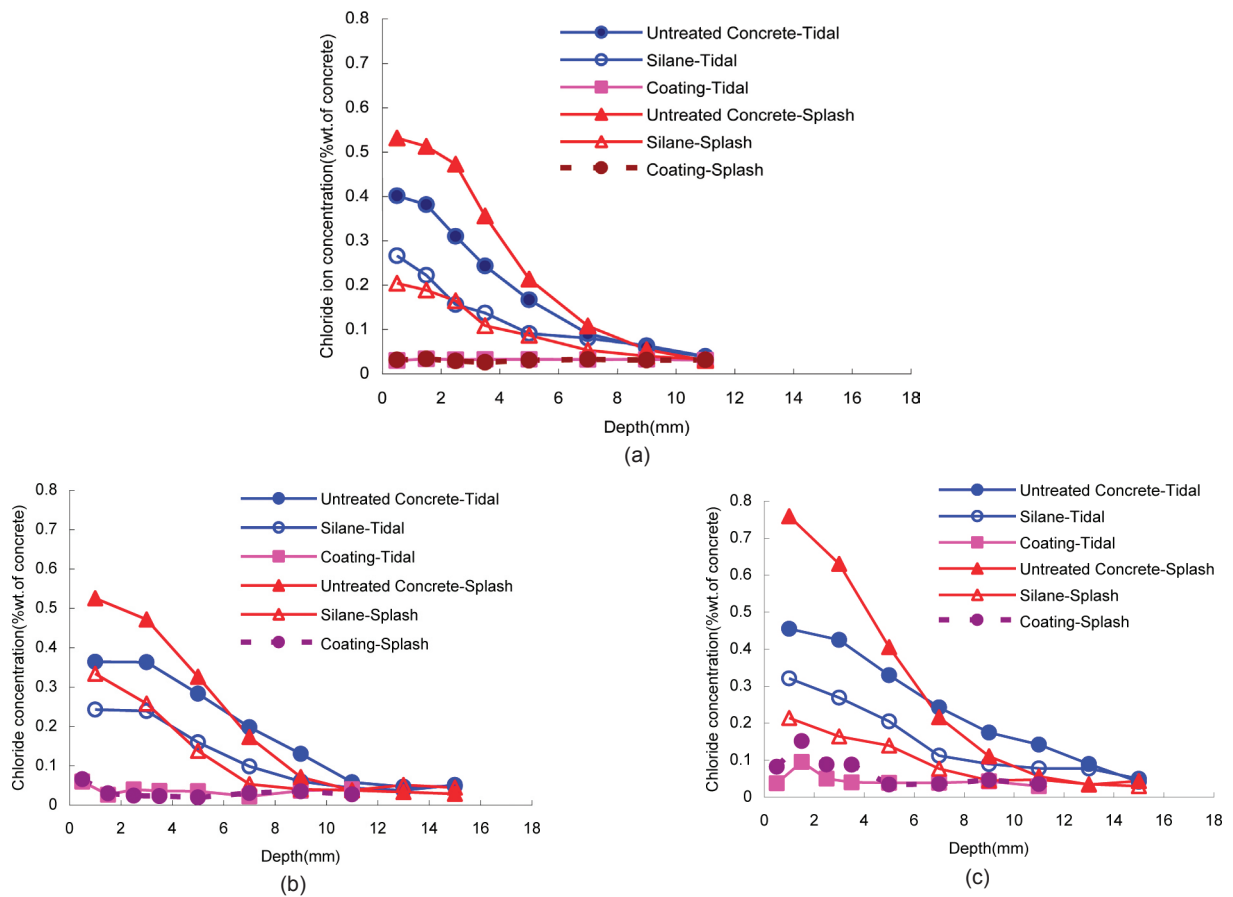 Chloride ion concentration(%wt.of concrete)
0.8
0.7
0.6
0.5
0.4
0.3
0.2
0.1
0
Untreated Concrete-Tidal
Silane-Tidal
Coating-Tidal
Untreated Concrete-Splash
Silane-Splash
Coating-Splash
0 2 4 6 8 10 12 14 16 18
Depth(mm)
(a)
Chloride concentration(%wt.of concrete)
0.8
0.7
0.6
0.5
0.4
0.3
0.2
0.1
0
Untreated Concrete-Tidal
Silane-Tidal
Coating-Tidal
Untreated Concrete-Splash
Silane-Splash
Coating-Splash
0 2 4 6 8 10 12 14 16 18
Depth(mm)
(b)
Chloride concentration(%wt.of concrete)
0.8
0.7
0.6
0.5
0.4
0.3
0.2
0.1
0
Untreated Concrete-Tidal
Silane-Tidal
Coating-Tidal
Untreated Concrete-Splash
Silane-Splash
Coating-Splash
0 2 4 6 8 10 12 14 16 18
Depth(mm)
(c)